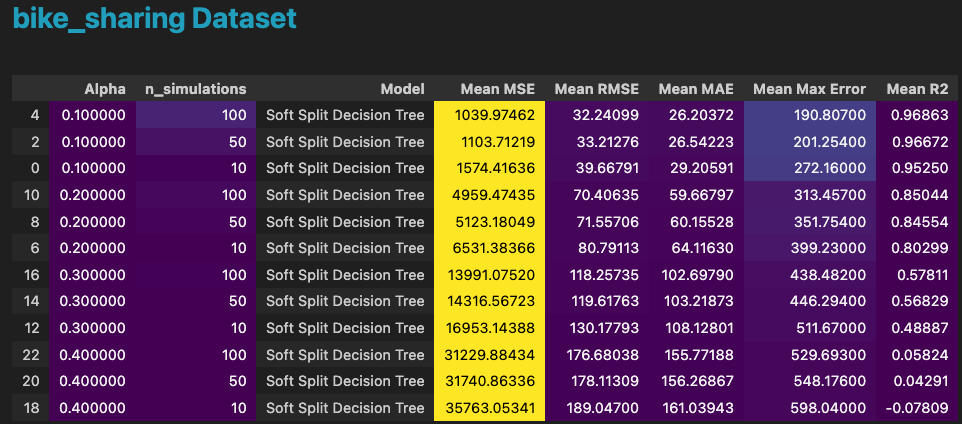 bike_sharing Dataset
Alpha n_simulations Model Mean MSE Mean RMSE Mean MAE Mean Max Error Mean R2
4 0.100000 100 Soft Split Decision Tree 1039.97462 32.24099 26.20372 190.80700 0.96863
2 0.100000 50 Soft Split Decision Tree 1103.71219 33.21276 26.54223 201.25400 0.96672
0 0.100000 10 Soft Split Decision Tree 1574.41636 39.66791 29.20591 272.16000 0.95250
10 0.200000 100 Soft Split Decision Tree 4959.47435 70.40635 59.66797 313.45700 0.85044
8 0.200000 50 Soft Split Decision Tree 5123.18049 71.55706 60.15528 351.75400 0.84554
6 0.200000 10 Soft Split Decision Tree 6531.38366 80.79113 64.11630 399.23000 0.80299
16 0.300000 100 Soft Split Decision Tree 13991.07520 118.25735 102.69790 438.48200 0.57811
14 0.300000 50 Soft Split Decision Tree 14316.56723 119.61763 103.21873 446.29400 0.56829
12 0.300000 10 Soft Split Decision Tree 16953.14388 130.17793 108.12801 511.67000 0.48887
22 0.400000 100 Soft Split Decision Tree 31229.88434 176.68038 155.77188 529.69300 0.05824
20 0.400000 50 Soft Split Decision Tree 31740.86336 178.11309 156.26867 548.17600 0.04291
18 0.400000 10 Soft Split Decision Tree 35763.05341 189.04700 161.03943 598.04000 -0.07809